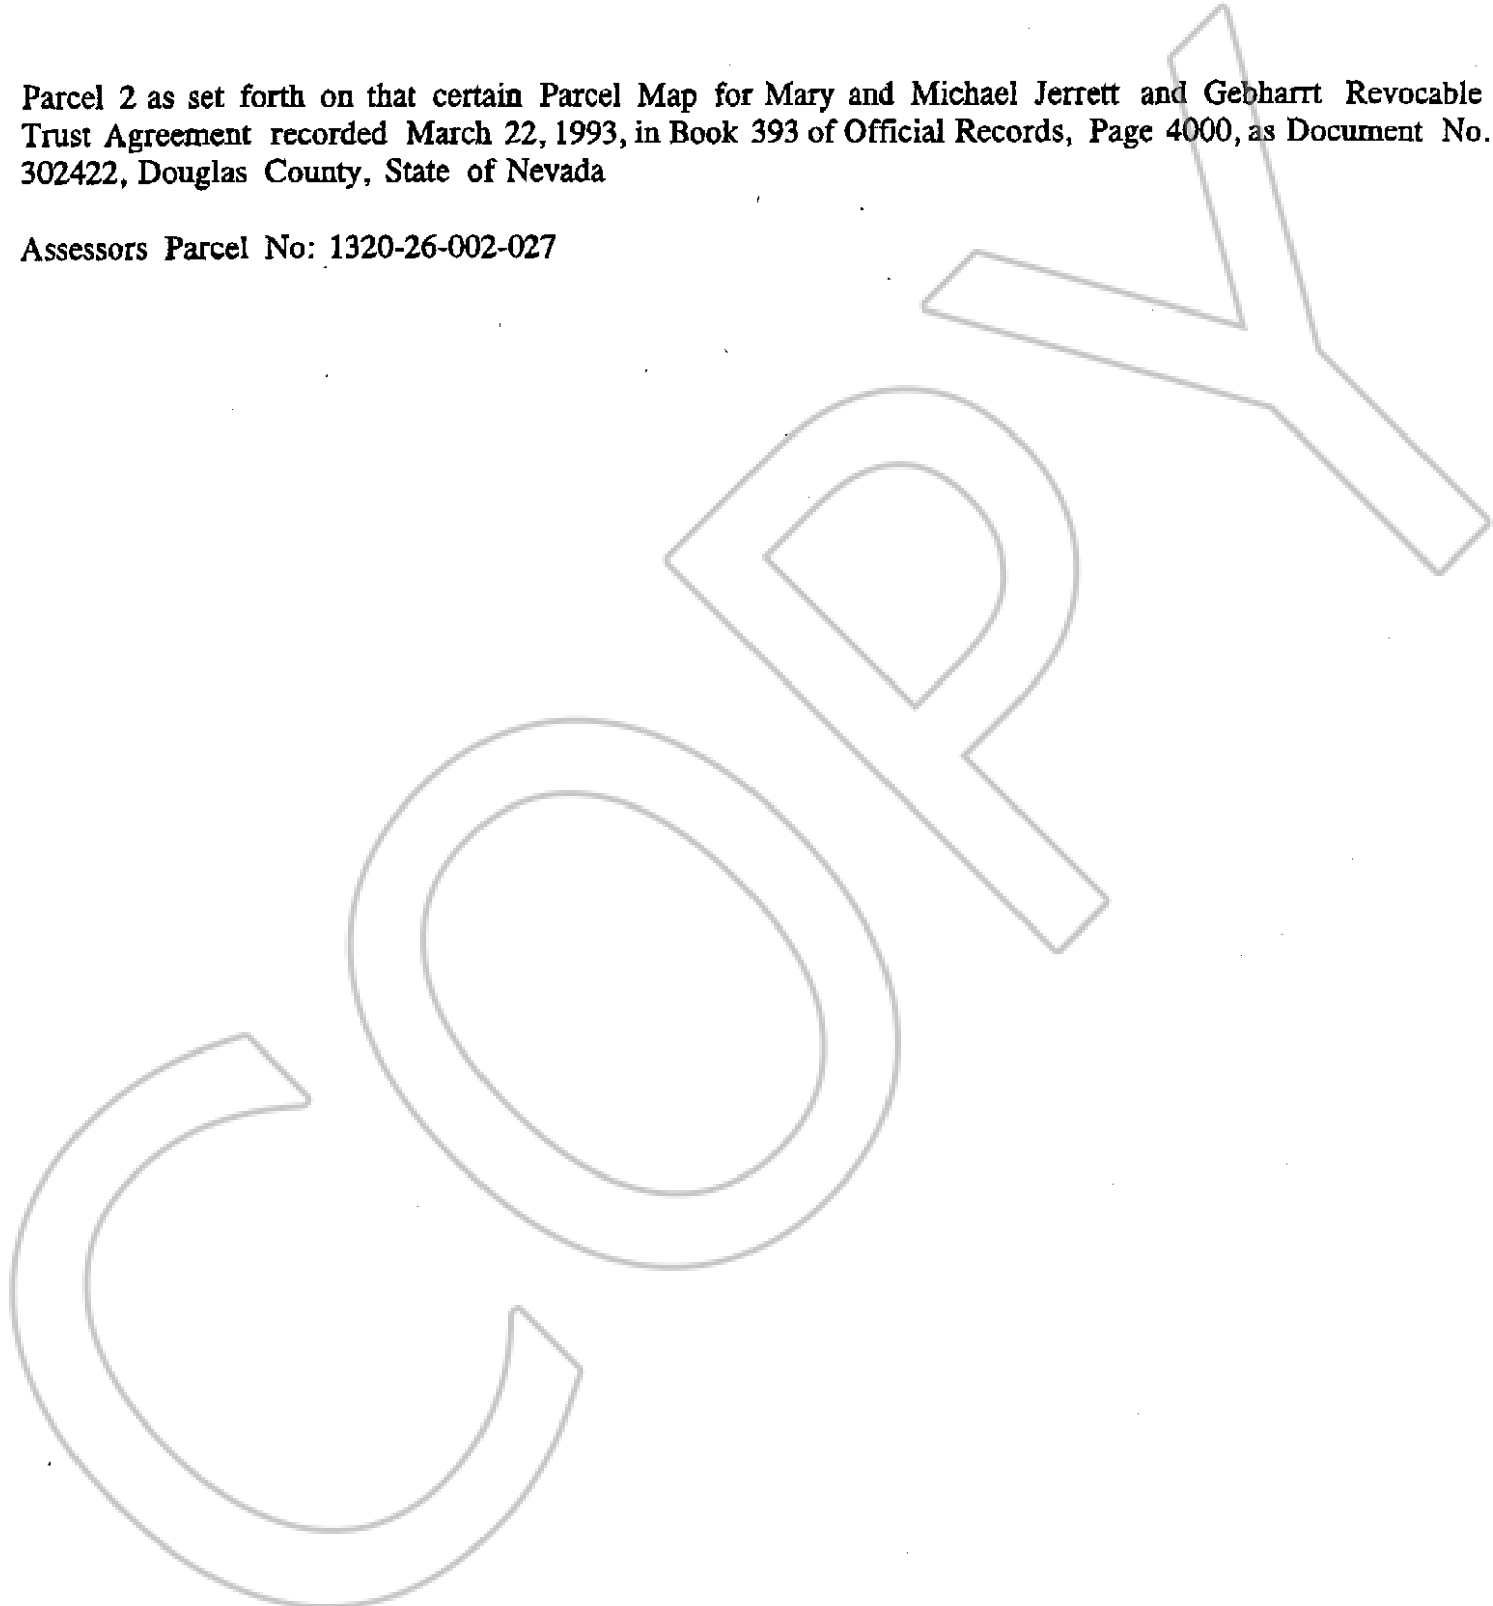 Parcel 2 as set forth on that certain Parcel Map for Mary and Michael Jerrett and Gebharrt Revocable
Trust Agreement recorded March 22, 1993, in Book 393 of Official Records, Page 4000, as Document No.
302422, Douglas County, State of Nevada
Assessors Parcel No: 1320-26-002-027
COPY